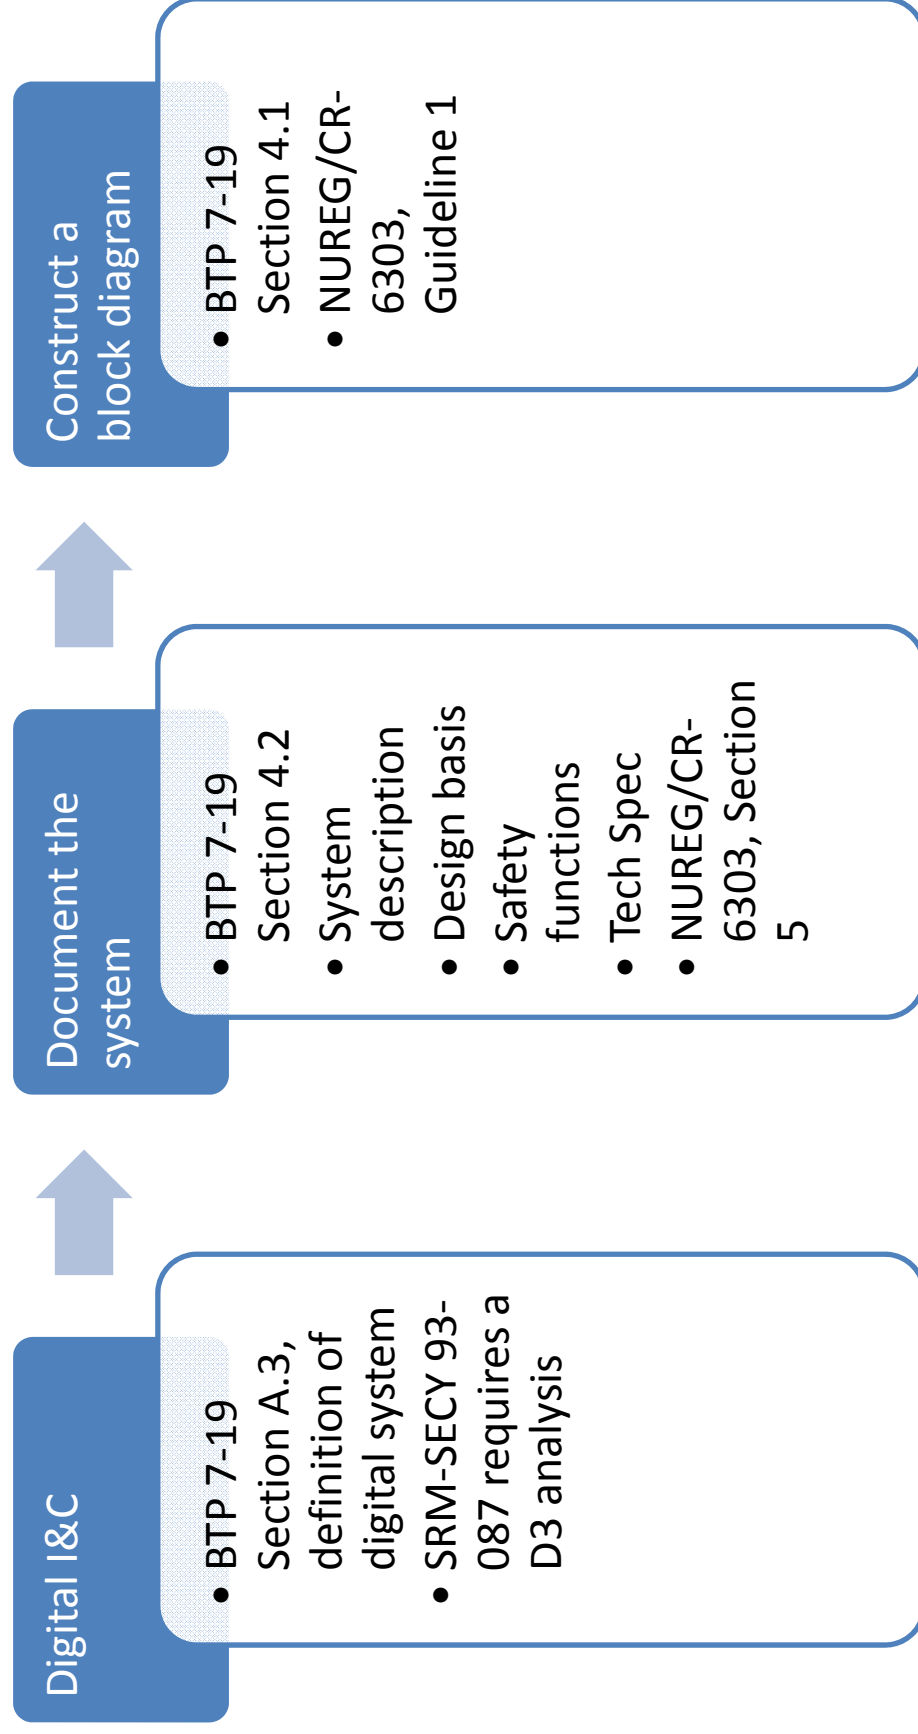 Digital I&C
• BTP 7-19
Section A.3,
definition of
digital system
• SRM-SECY 93-
087 requires a
D3 analysis
Document the
system
• BTP 7-19
Section 4.2
• System
description
• Design basis
• Safety
functions
• Tech Spec
• NUREG/CR-
6303, Section
5
Construct a
block diagram
• BTP 7-19
Section 4.1
• NUREG/CR-
6303,
Guideline 1